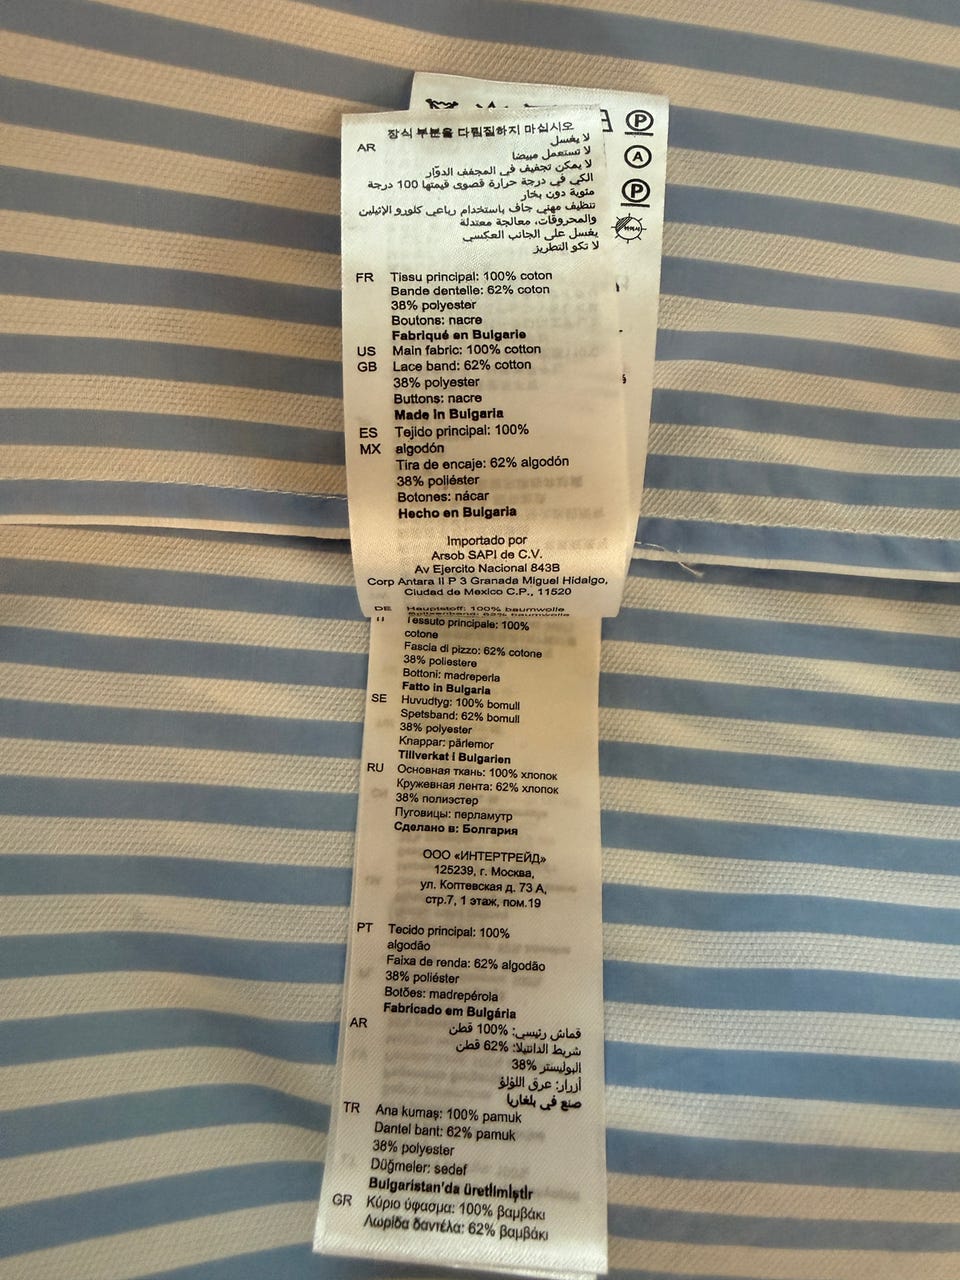 장식 부분을 다림질하지 마십시오
AR
لا يغسل
لا تستعمل مبيضا
لا يمكن تجفيف في المجفف الدوّار
الكي في درجة حرارة قصوى قيمتها 100 درجة
مئوية دون بخار
تنظيف مهني جاف باستخدام رباعي كلورو الإثيلين
والمحروقات، معالجة معتدلة
يغسل على الجانب العكسي
لا تكو التطريز
P
A
P
FR Tissu principal: 100% coton
Bande dentelle: 62% coton
38% polyester
Boutons: nacre
Fabriqué en Bulgarie
US Main fabric: 100% cotton
GB Lace band: 62% cotton
38% polyester
Buttons: nacre
Made in Bulgaria
ES Tejido principal: 100%
MX algodón
Tira de encaje: 62% algodón
38% poliéster
Botones: nácar
Hecho en Bulgaria
Importado por
Arsob SAPI de C.V.
Av Ejercito Nacional 843B
Corp Antara II P 3 Granada Miguel Hidalgo,
Ciudad de Mexico C.P., 11520
DE Hauptstoff: 100% baumwolle
IT Tessuto principale: 100%
cotone
Fascia di pizzo: 62% cotone
38% poliestere
Bottoni: madreperla
Fatto in Bulgaria
SE Huvudtyg: 100% bomull
Spetsband: 62% bomull
38% polyester
Knappar: pärlemor
Tillverkat i Bulgarien
RU Основная ткань: 100% хлопок
Кружевная лента: 62% хлопок
38% полиэстер
Пуговицы: перламутр
Сделано в: Болгария
ООО «ИНТЕРТРЕЙД»
125239, г. Москва,
ул. Коптевская д. 73 А,
стр.7, 1 этаж, пом.19
PT Tecido principal: 100%
algodão
Faixa de renda: 62% algodão
38% poliéster
Botões: madrepérola
Fabricado em Bulgária
AR قماش رئيسي: 100% قطن
شريط الدانتيلا: 62% قطن
البوليستر 38%
أزرار: عرق اللؤلؤ
صنع في بلغاريا
TR Ana kumaş: 100% pamuk
Dantel bant: 62% pamuk
38% polyester
Düğmeler: sedef
Bulgaristan'da üretilmiştir
GR Κύριο ύφασμα: 100% βαμβάκι
Λωρίδα δαντέλα: 62% βαμβάκι